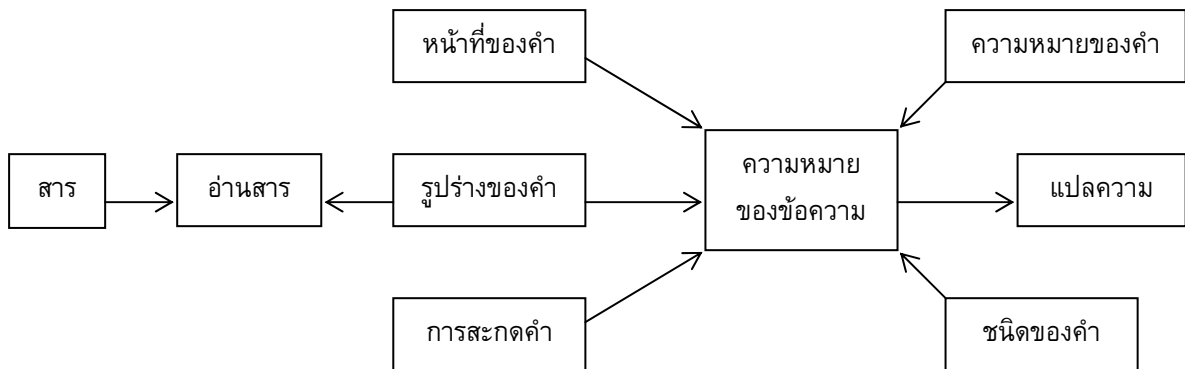 หน้าที่ของคำ
ความหมายของคำ
สาร
อ่านสาร
รูปร่างของคำ
ความหมาย
ของข้อความ
แปลความ
การสะกดคำ
ชนิดของคำ